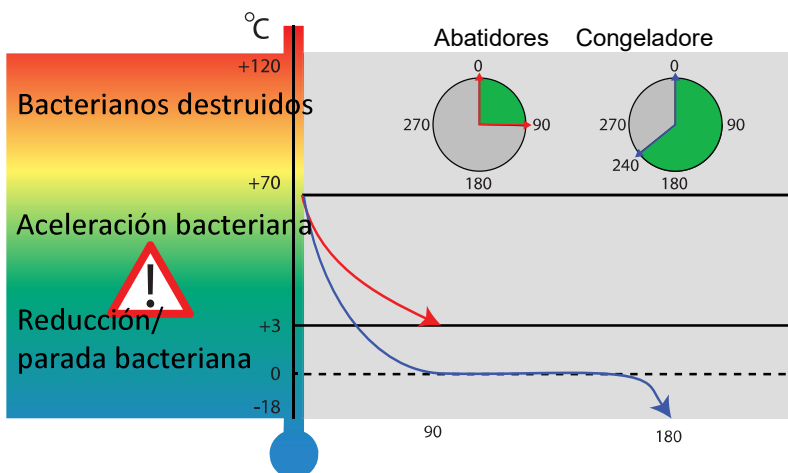 °C
Abatidores
Congeladore
+120
Bacterianos destruidos
0
270
90
180
0
270
90
240
180
+70
Aceleración bacteriana
!
Reducción/
parada bacteriana
+3
0
-18
90
180